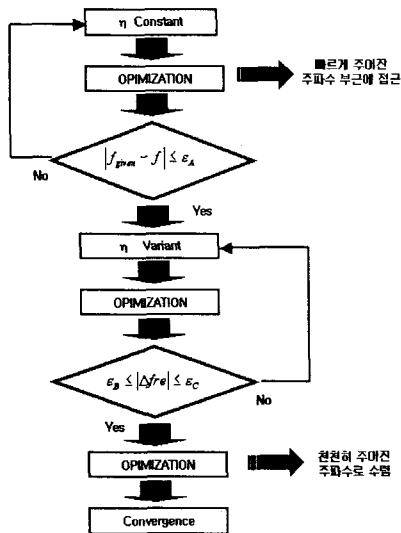 η Constant
OPIMIZATION
빠르게 주어진
주파수 부근에 접근
|f_given − f| ≤ ε_A
No
Yes
η Variant
OPIMIZATION
ε_B ≤ |Δfre| ≤ ε_C
No
Yes
OPIMIZATION
천천히 주어진
주파수로 수렴
Convergence